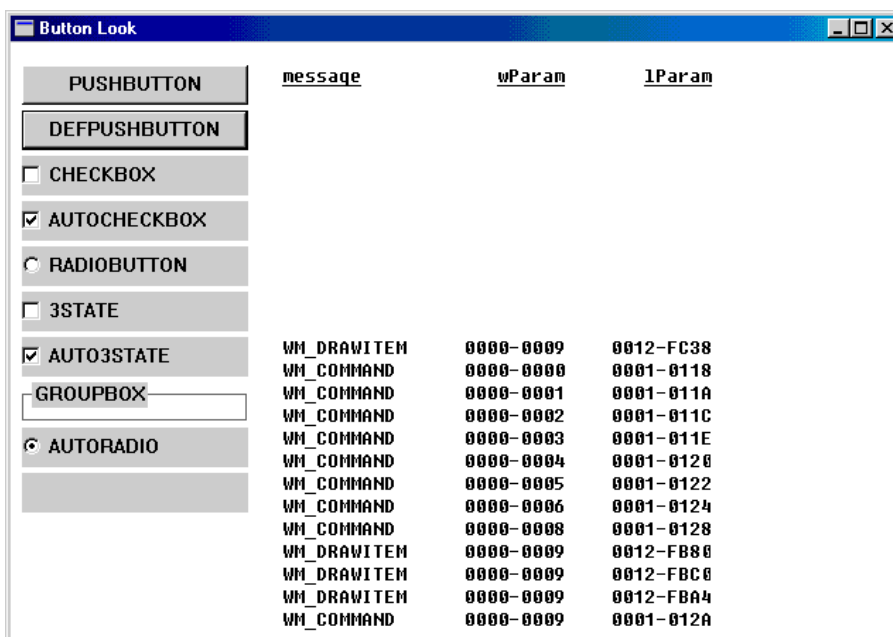 Button Look
PUSHBUTTON
DEFPUSHBUTTON
CHECKBOX
AUTOCHECKBOX
RADIOBUTTON
3STATE
AUTO3STATE
GROUPBOX
AUTORADIO
message wParam lParam
WM_DRAWITEM 0000-0009 0012-FC38
WM_COMMAND 0000-0000 0001-0118
WM_COMMAND 0000-0001 0001-011A
WM_COMMAND 0000-0002 0001-011C
WM_COMMAND 0000-0003 0001-011E
WM_COMMAND 0000-0004 0001-0120
WM_COMMAND 0000-0005 0001-0122
WM_COMMAND 0000-0006 0001-0124
WM_COMMAND 0000-0008 0001-0128
WM_DRAWITEM 0000-0009 0012-FB80
WM_DRAWITEM 0000-0009 0012-FBC0
WM_DRAWITEM 0000-0009 0012-FBA4
WM_COMMAND 0000-0009 0001-012A